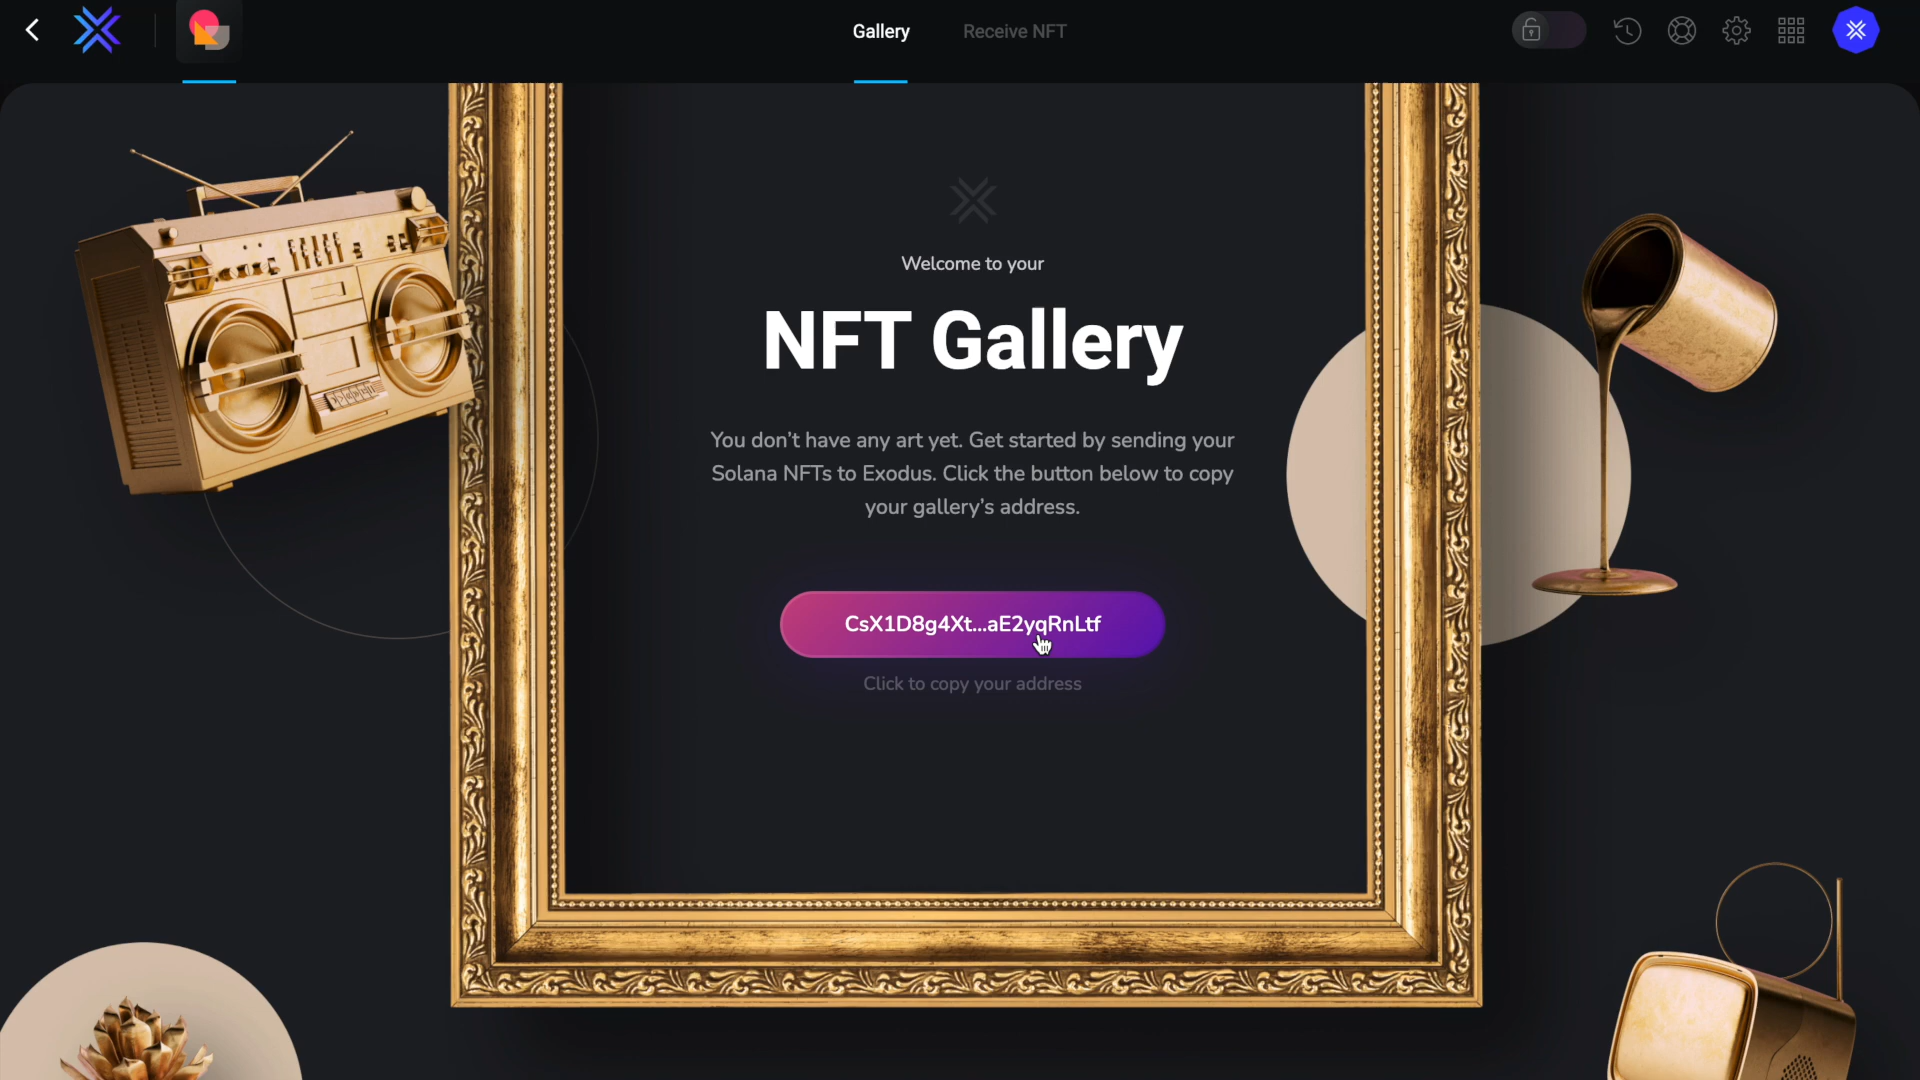 Gallery
Receive NFT
Welcome to your
NFT Gallery
You don’t have any art yet. Get started by sending your
Solana NFTs to Exodus. Click the button below to copy
your gallery’s address.
CsX1D8g4Xt...aE2yqRnLtf
Click to copy your address